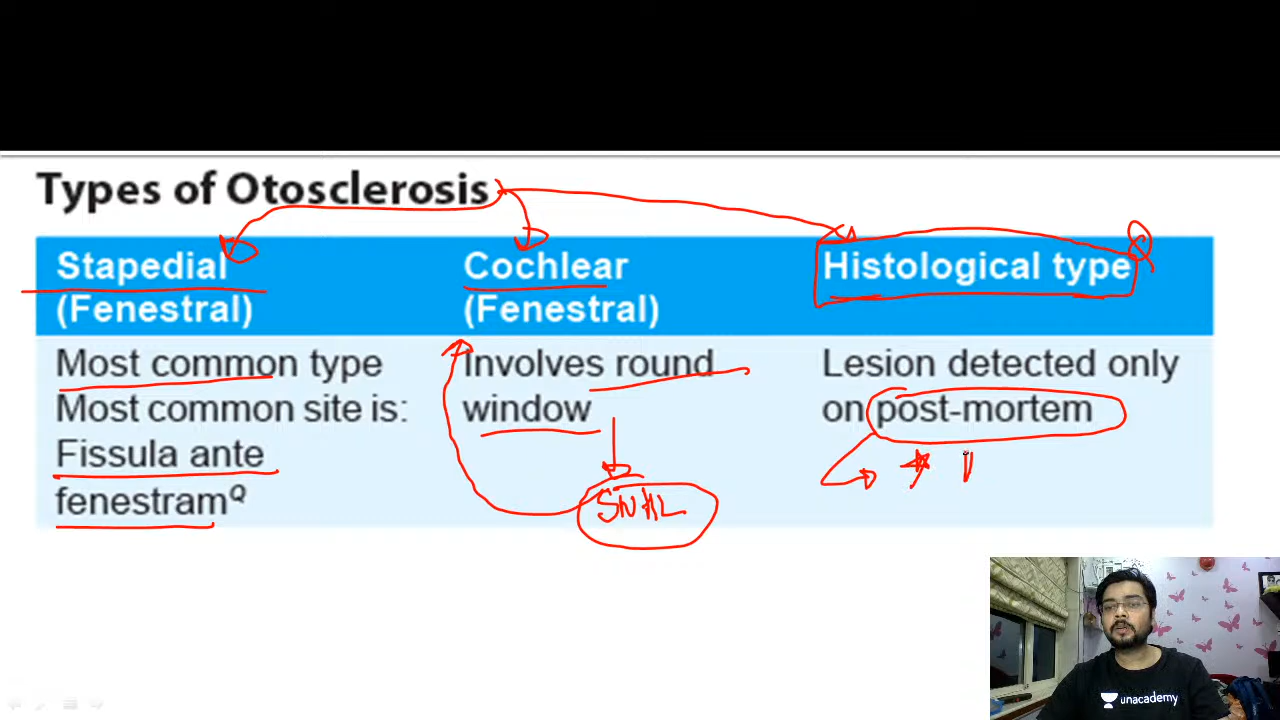 Types of Otosclerosis
Stapedial
(Fenestral)
Cochlear
(Fenestral)
Histological type
Q
Most common type
Most common site is:
Fissula ante
fenestramQ
Involves round
window
SNHL
Lesion detected only
on post-mortem
unacademy